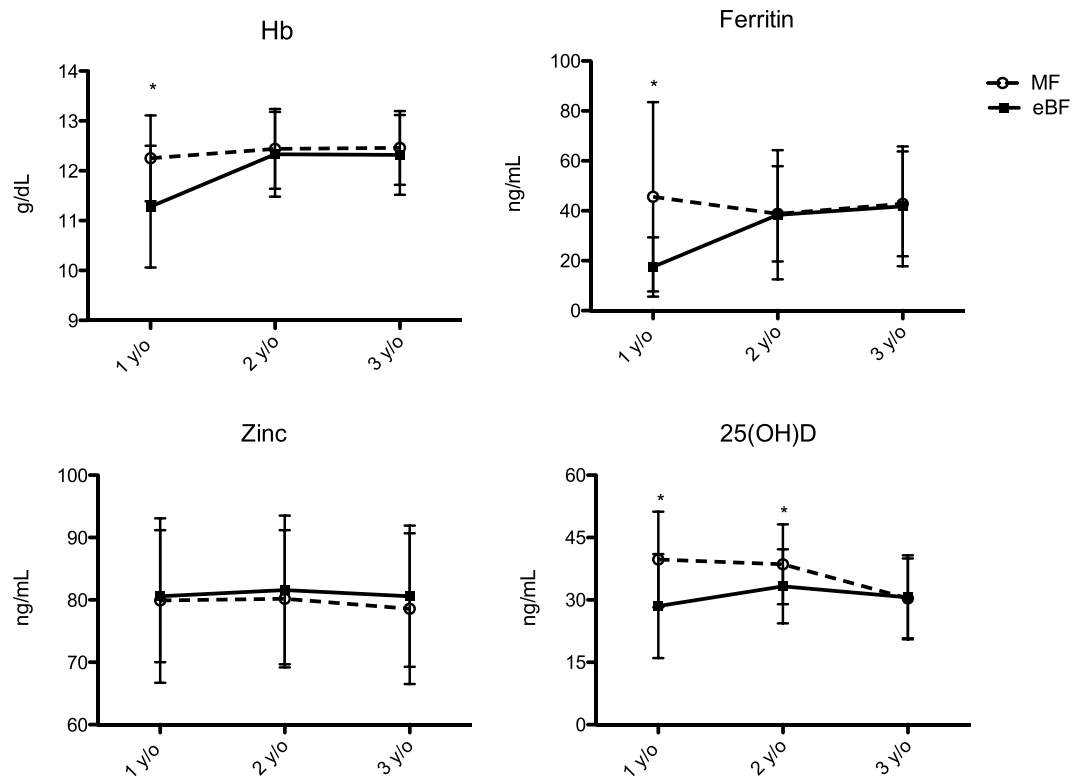 Hb
14
13
12
11
10
9
g/dL
*
1 y/o
2 y/o
3 y/o
Ferritin
100
80
60
40
20
0
ng/mL
*
1 y/o
2 y/o
3 y/o
MF
eBF
Zinc
100
90
80
70
60
ng/mL
1 y/o
2 y/o
3 y/o
25(OH)D
60
45
30
15
0
ng/mL
*
*
1 y/o
2 y/o
3 y/o